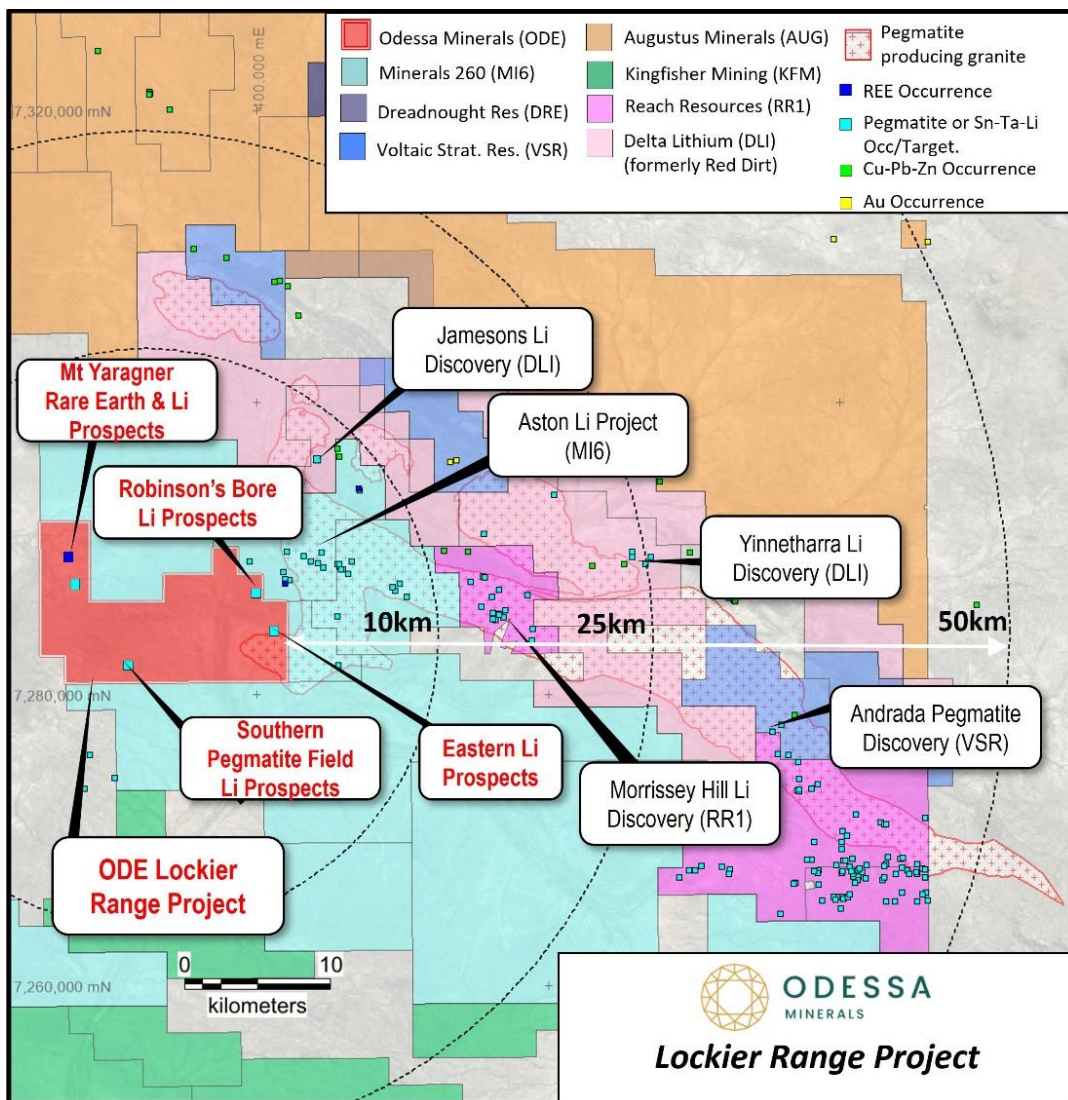 Odessa Minerals (ODE)
Minerals 260 (MI6)
Dreadnought Res (DRE)
Voltaic Strat. Res. (VSR)
Augustus Minerals (AUG)
Kingfisher Mining (KFM)
Reach Resources (RR1)
Delta Lithium (DLI)
(formerly Red Dirt)
Pegmatite
producing granite
REE Occurrence
Pegmatite or Sn-Ta-Li
Occ/Target.
Cu-Pb-Zn Occurrence
Au Occurrence
400,000 mE
7,320,000 mN
Jamesons Li
Discovery (DLI)
Mt Yaragner
Rare Earth & Li
Prospects
Aston Li Project
(MI6)
Robinson's Bore
Li Prospects
Yinnetharra Li
Discovery (DLI)
10km
25km
50km
7,280,000 mN
Southern
Pegmatite Field
Li Prospects
Eastern Li
Prospects
Andrada Pegmatite
Discovery (VSR)
Morrissey Hill Li
Discovery (RR1)
ODE Lockier
Range Project
0 10
kilometers
7,260,000 mN
ODESSA
MINERALS
Lockier Range Project